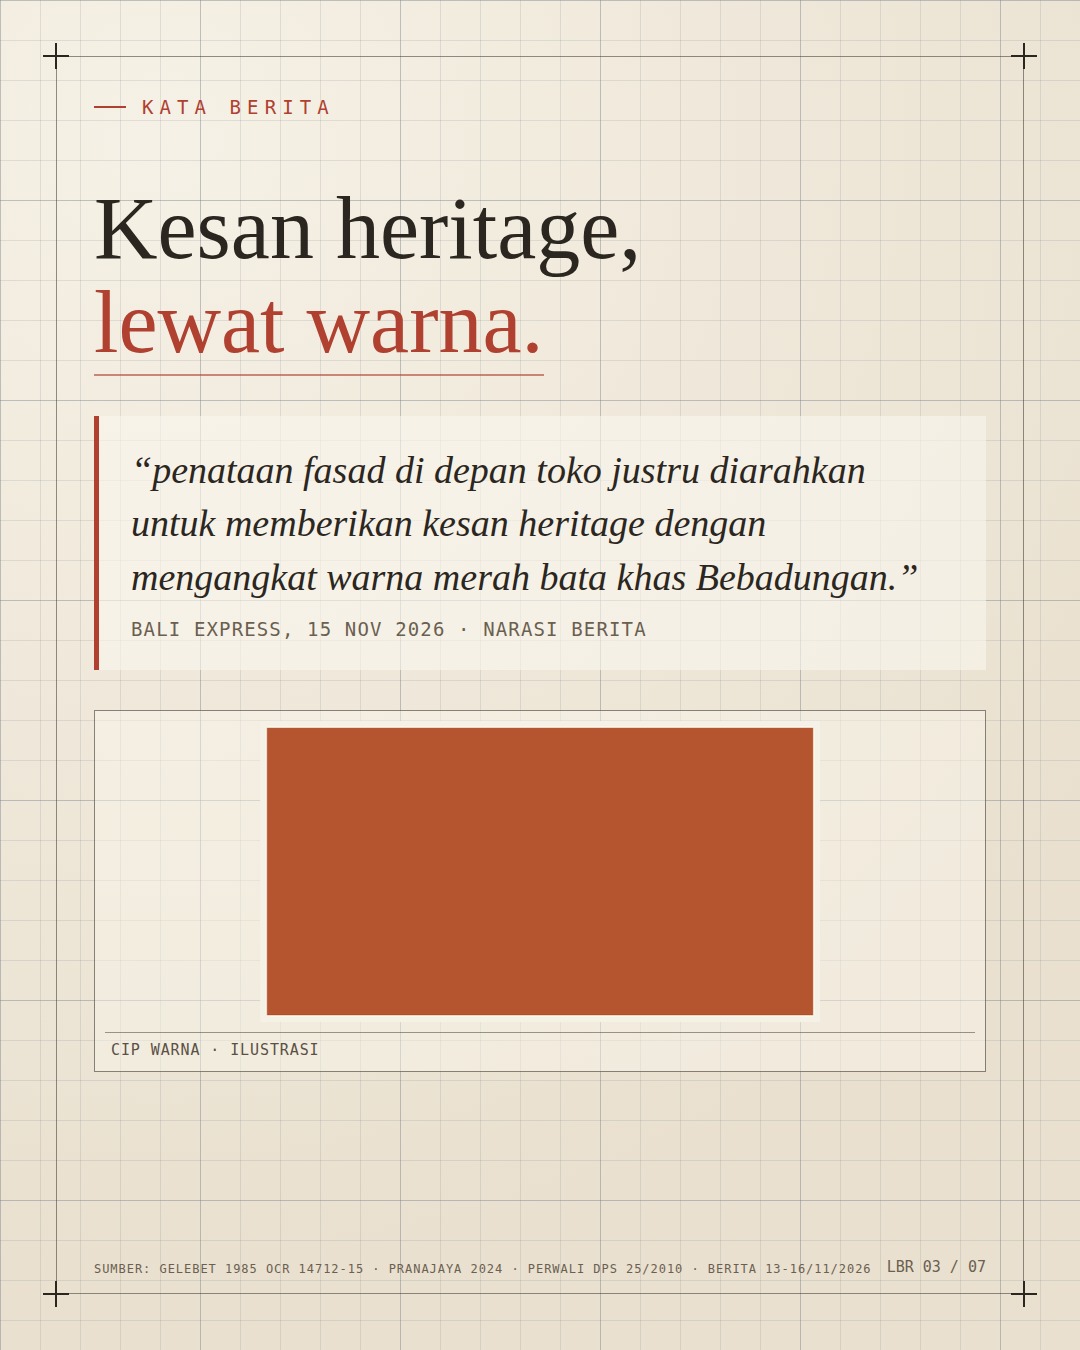 KATA BERITA
Kesan heritage,
lewat warna.
“penataan fasad di depan toko justru diarahkan
untuk memberikan kesan heritage dengan
mengangkat warna merah bata khas Bebadungan.”
BALI EXPRESS, 15 NOV 2026 · NARASI BERITA
CIP WARNA · ILUSTRASI
SUMBER: GELEBET 1985 OCR 14712-15 · PRANAJAYA 2024 · PERWALI DPS 25/2010 · BERITA 13-16/11/2026
LBR 03 / 07